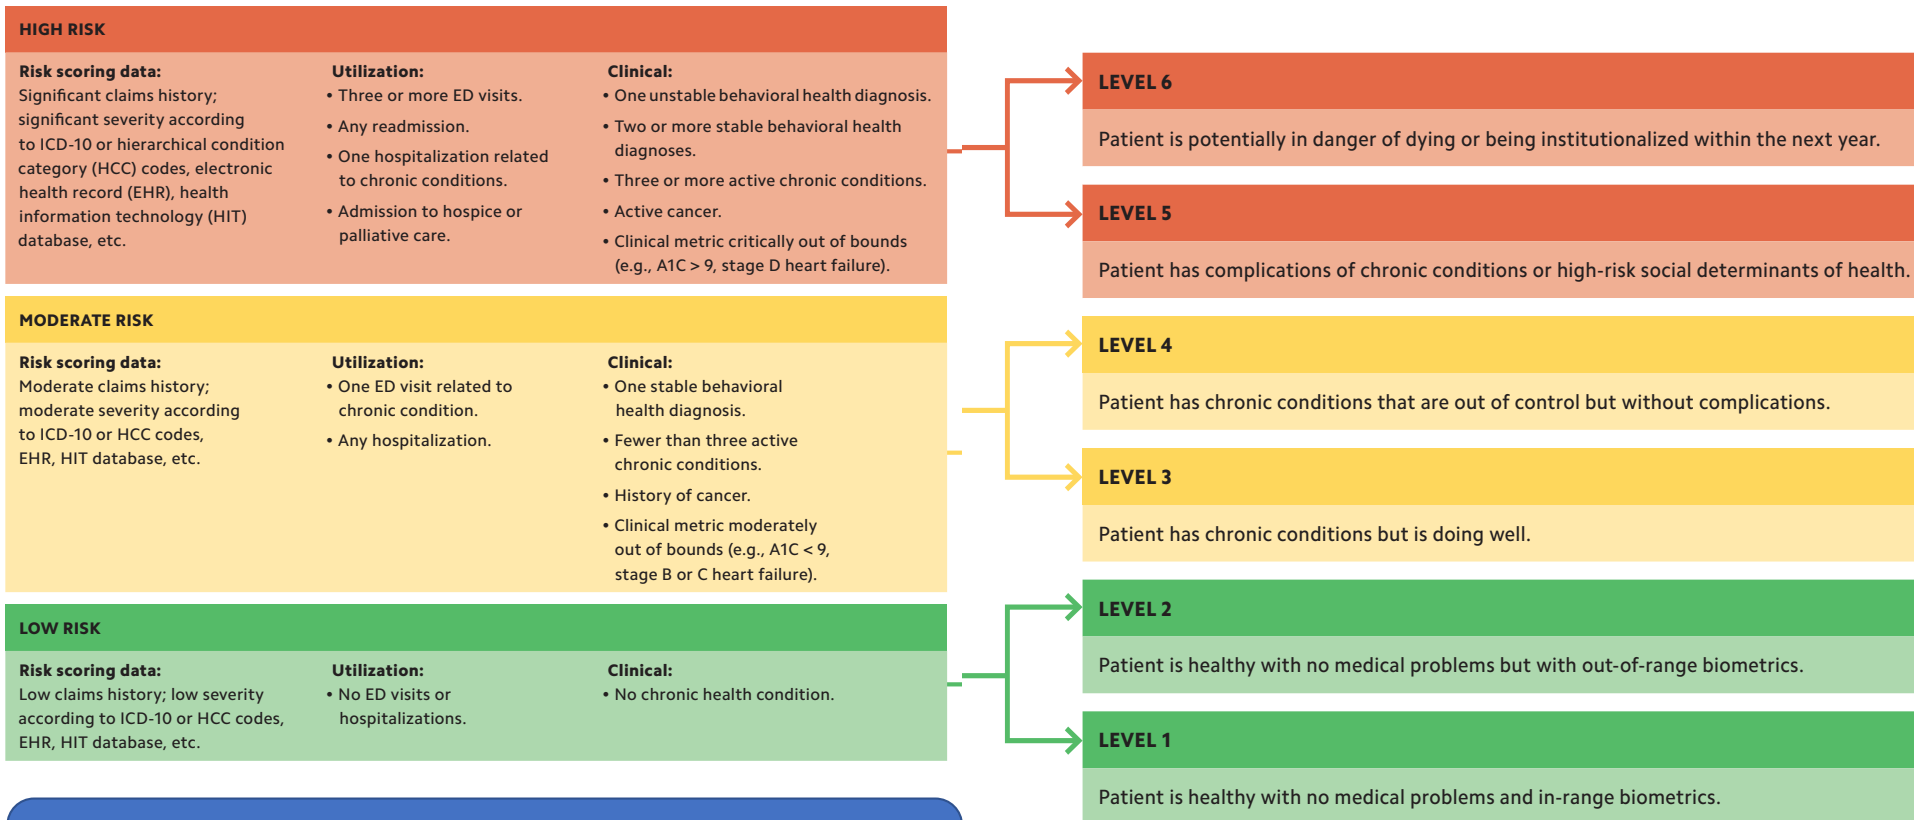 HIGH RISK
Risk scoring data:
Significant claims history;
significant severity according
to ICD-10 or hierarchical condition
category (HCC) codes, electronic
health record (EHR), health
information technology (HIT)
database, etc.
Utilization:
• Three or more ED visits.
• Any readmission.
• One hospitalization related
to chronic conditions.
• Admission to hospice or
palliative care.
Clinical:
• One unstable behavioral health diagnosis.
• Two or more stable behavioral health
diagnoses.
• Three or more active chronic conditions.
• Active cancer.
• Clinical metric critically out of bounds
(e.g., A1C > 9, stage D heart failure).
LEVEL 6
Patient is potentially in danger of dying or being institutionalized within the next year.
LEVEL 5
Patient has complications of chronic conditions or high-risk social determinants of health.
MODERATE RISK
Risk scoring data:
Moderate claims history;
moderate severity according
to ICD-10 or HCC codes,
EHR, HIT database, etc.
Utilization:
• One ED visit related to
chronic condition.
• Any hospitalization.
Clinical:
• One stable behavioral
health diagnosis.
• Fewer than three active
chronic conditions.
• History of cancer.
• Clinical metric moderately
out of bounds (e.g., A1C < 9,
stage B or C heart failure).
LEVEL 4
Patient has chronic conditions that are out of control but without complications.
LEVEL 3
Patient has chronic conditions but is doing well.
LOW RISK
Risk scoring data:
Low claims history; low severity
according to ICD-10 or HCC codes,
EHR, HIT database, etc.
Utilization:
• No ED visits or
hospitalizations.
Clinical:
• No chronic health condition.
LEVEL 2
Patient is healthy with no medical problems but with out-of-range biometrics.
LEVEL 1
Patient is healthy with no medical problems and in-range biometrics.